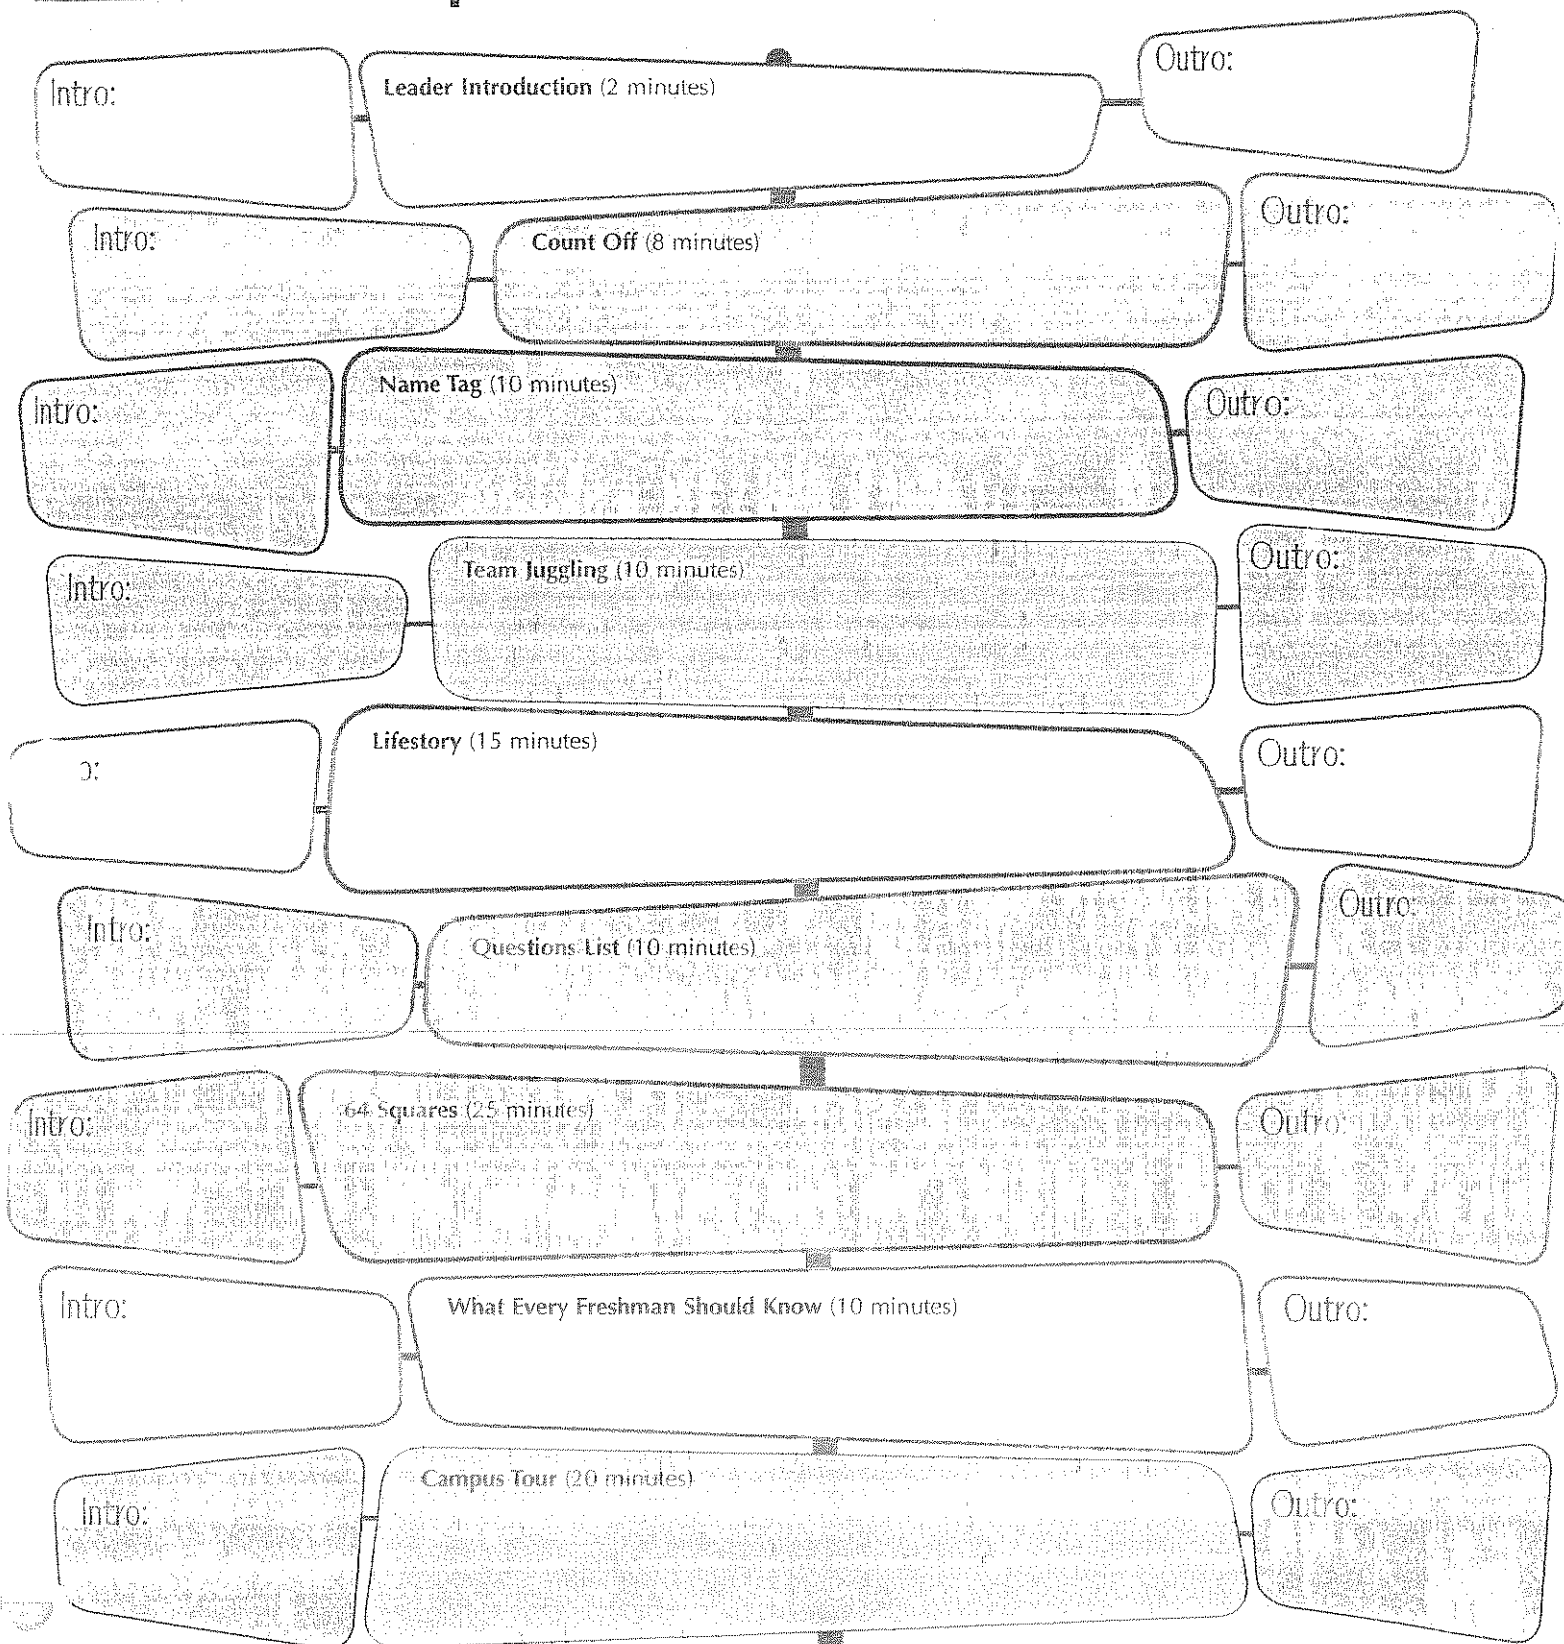 Intro:
Leader Introduction (2 minutes)
Outro:
Intro:
Count Off (8 minutes)
Outro:
Intro:
Name Tag (10 minutes)
Outro:
Intro:
Team Juggling (10 minutes)
Outro:
o:
Lifestory (15 minutes)
Outro:
Intro:
Questions List (10 minutes)
Outro:
Intro:
64 Squares (25 minutes)
Outro:
Intro:
What Every Freshman Should Know (10 minutes)
Outro:
Intro:
Campus Tour (20 minutes)
Outro: